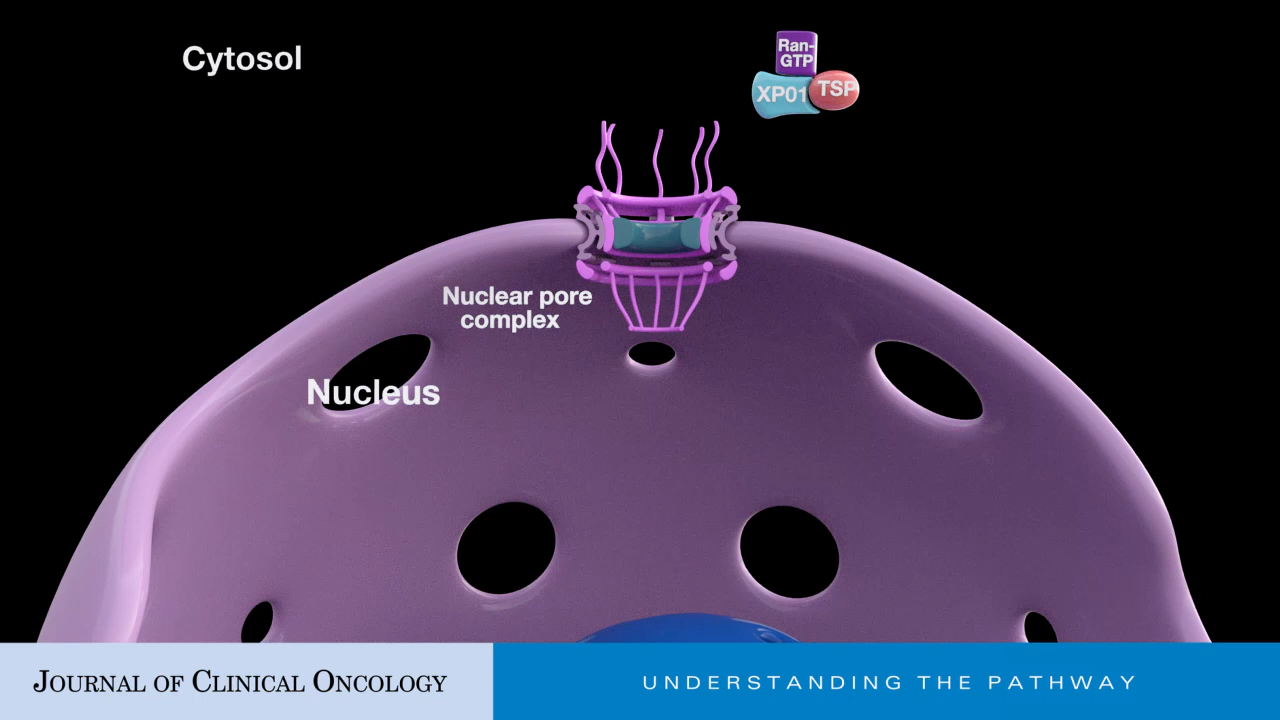 Cytosol
Ran-
GTP
XP01
TSP
Nuclear pore
complex
Nucleus
JOURNAL OF CLINICAL ONCOLOGY
UNDERSTANDING THE PATHWAY